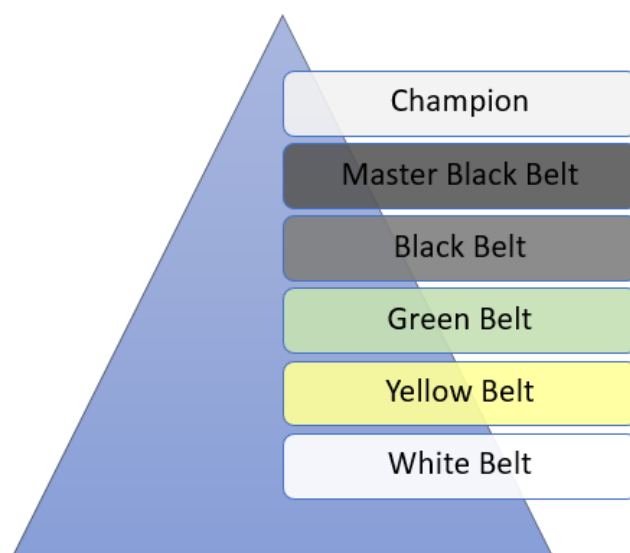 Champion
Master Black Belt
Black Belt
Green Belt
Yellow Belt
White Belt